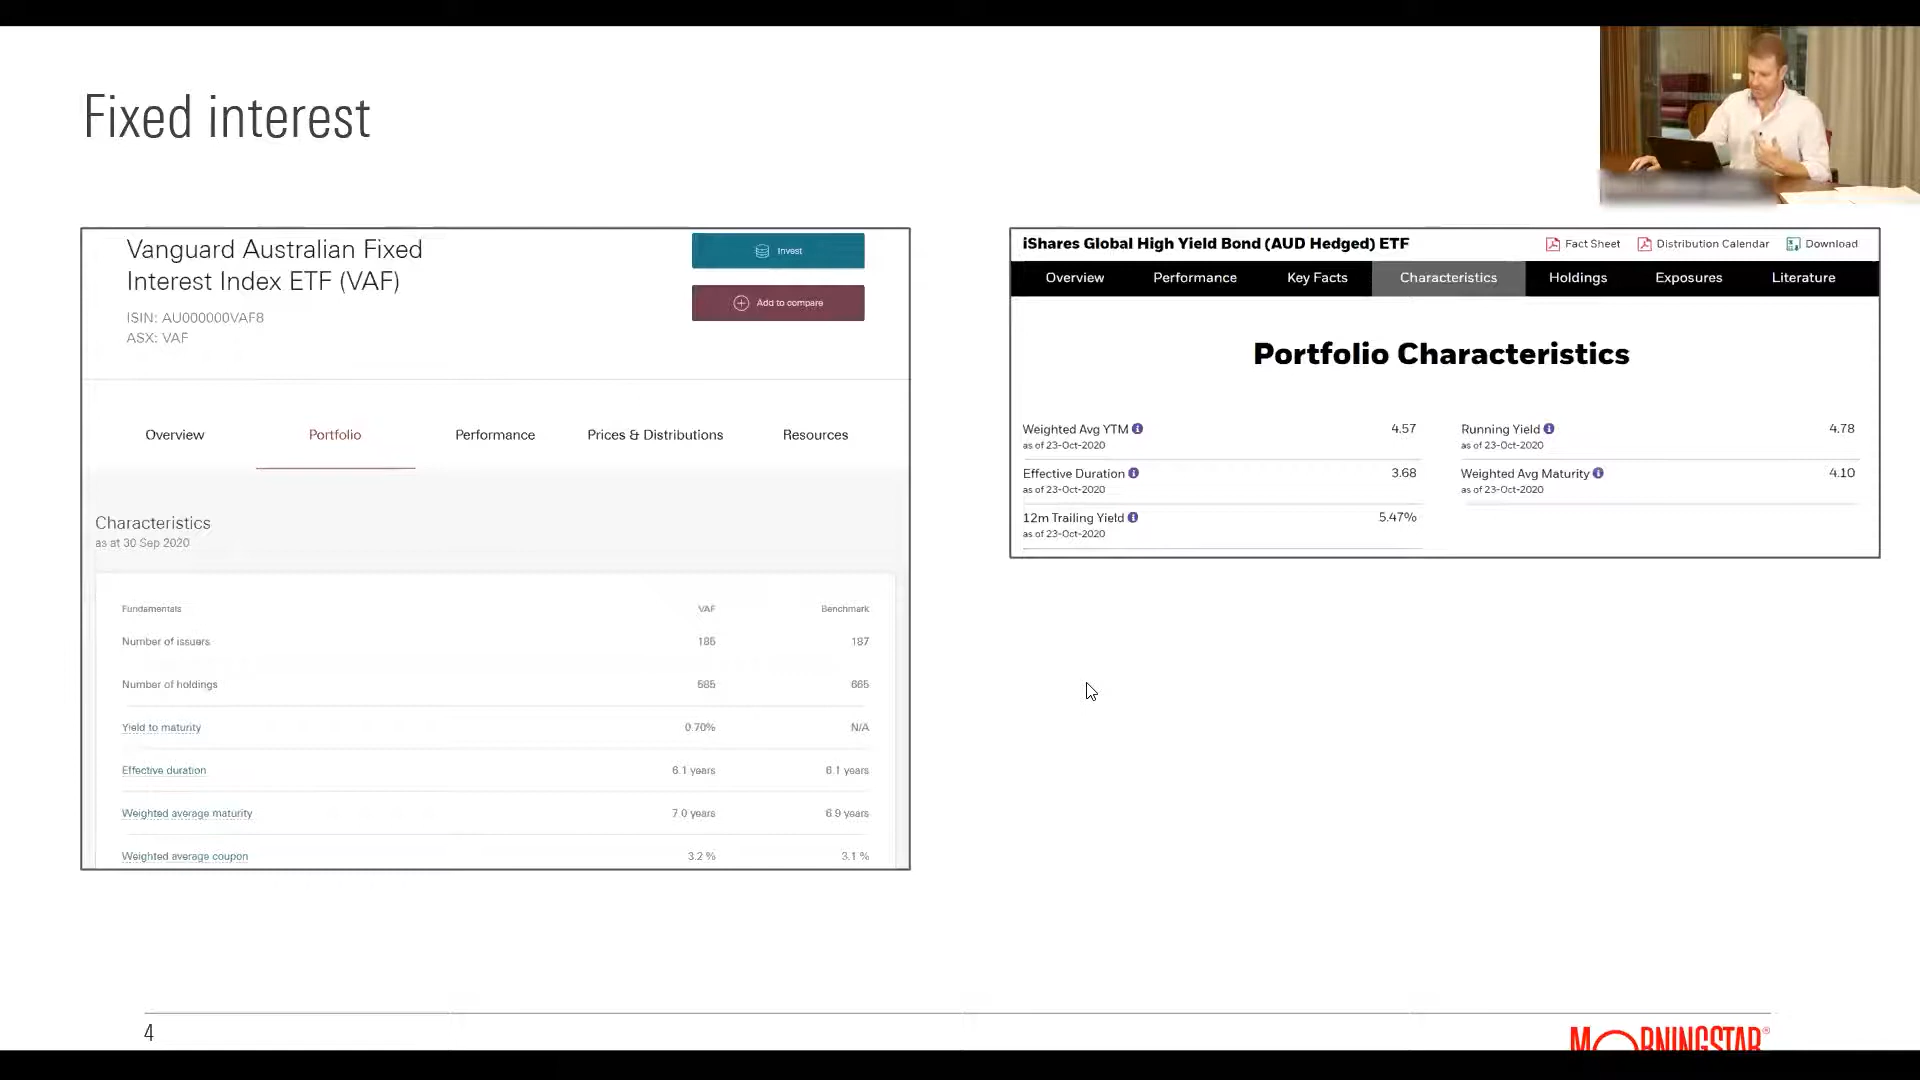 Fixed interest
Vanguard Australian Fixed
Interest Index ETF (VAF)
ISIN: AU000000VAF8
ASX: VAF
Invest
Add to compare
Overview Portfolio Performance Prices & Distributions Resources
Characteristics
as at 30 Sep 2020
Fundamentals VAF Benchmark
Number of issuers 185 187
Number of holdings 585 665
Yield to maturity 0.70% N/A
Effective duration 6.1 years 6.1 years
Weighted average maturity 7.0 years 6.9 years
Weighted average coupon 3.2 % 3.1 %
iShares Global High Yield Bond (AUD Hedged) ETF
Fact Sheet Distribution Calendar Download
Overview Performance Key Facts Characteristics Holdings Exposures Literature
Portfolio Characteristics
Weighted Avg YTM 4.57
as of 23-Oct-2020
Running Yield 4.78
as of 23-Oct-2020
Effective Duration 3.68
as of 23-Oct-2020
Weighted Avg Maturity 4.10
as of 23-Oct-2020
12m Trailing Yield 5.47%
as of 23-Oct-2020
4
MORNINGSTAR®